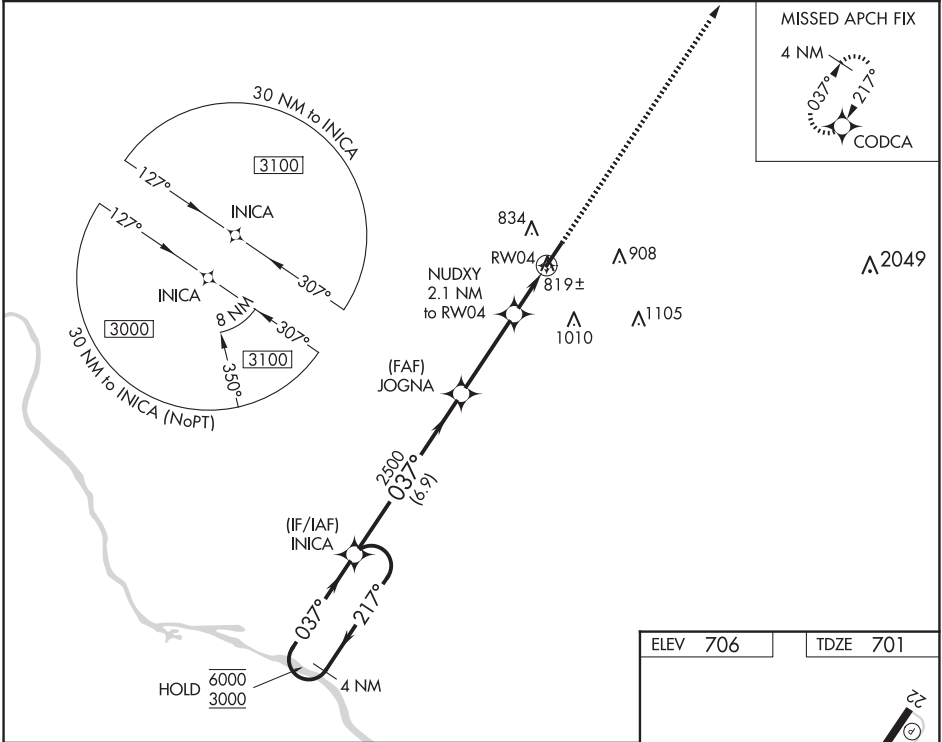 MISSED APCH FIX
4 NM
037°
217°
CODCA
30 NM to INICA
3100
127°
INICA
307°
127°
INICA
8 NM
307°
3000
3100
350°
30 NM to INICA (NoPT)
834
RW04
819±
908
2049
NUDXY
2.1 NM
to RW04
1010
1105
(FAF)
JOGNA
2500
037°
(6.9)
(IF/IAF)
INICA
037°
217°
HOLD
6000
3000
4 NM
ELEV 706
TDZE 701
22
P